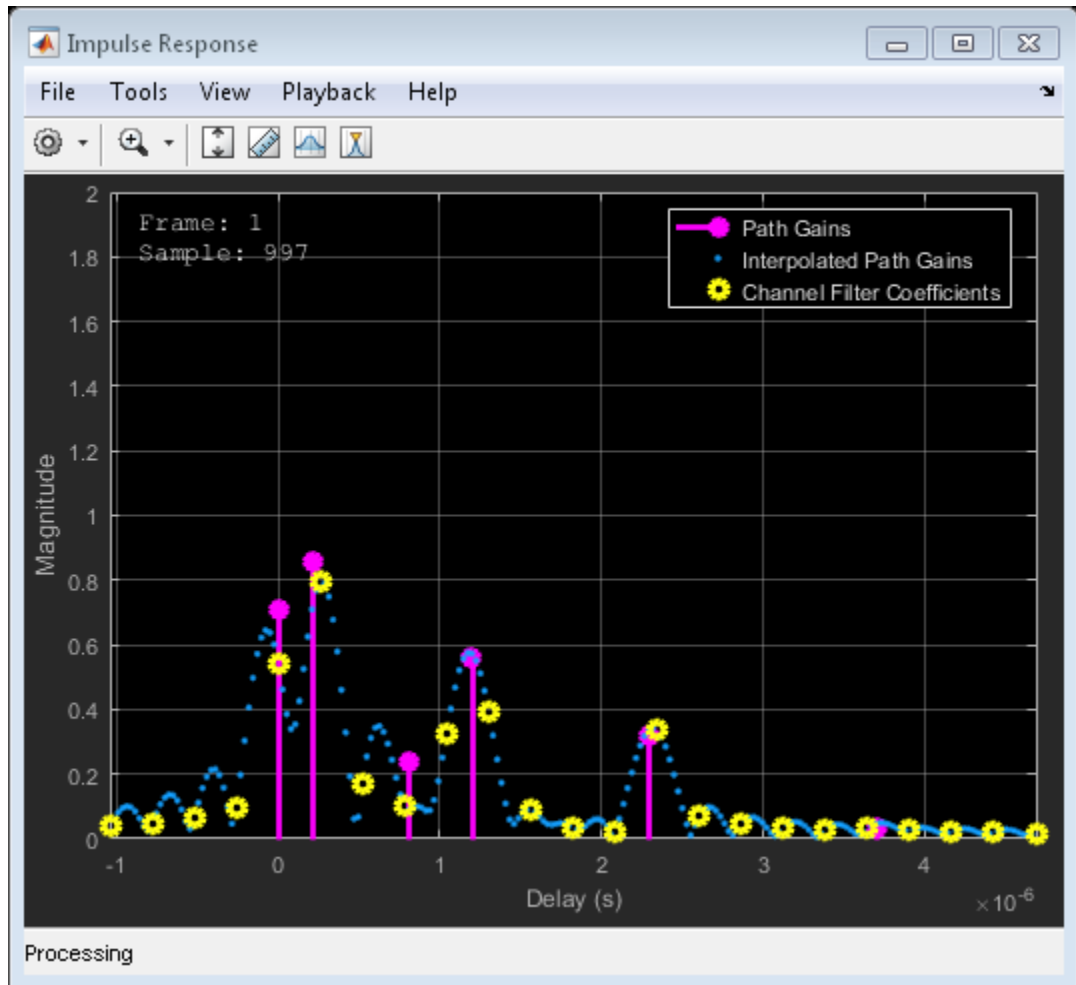 Impulse Response
File Tools View Playback Help
Frame: 1
Sample: 997
Path Gains
Interpolated Path Gains
Channel Filter Coefficients
2
1.8
1.6
1.4
1.2
1
0.8
0.6
0.4
0.2
0
Magnitude
-1 0 1 2 3 4
Delay (s)
×10-6
Processing